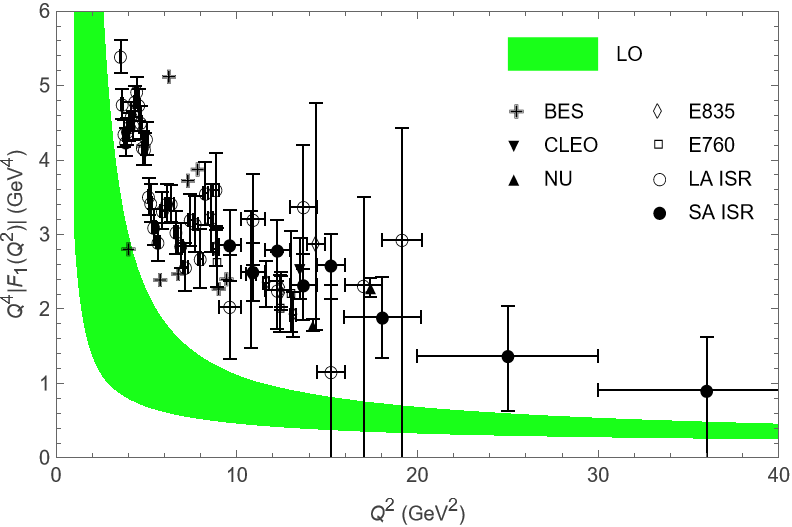 6
5
4
3
2
1
0
0 10 20 30 40
Q⁴|F₁(Q²)| (GeV⁴)
Q² (GeV²)
LO
BES E835
CLEO E760
NU LA ISR
SA ISR